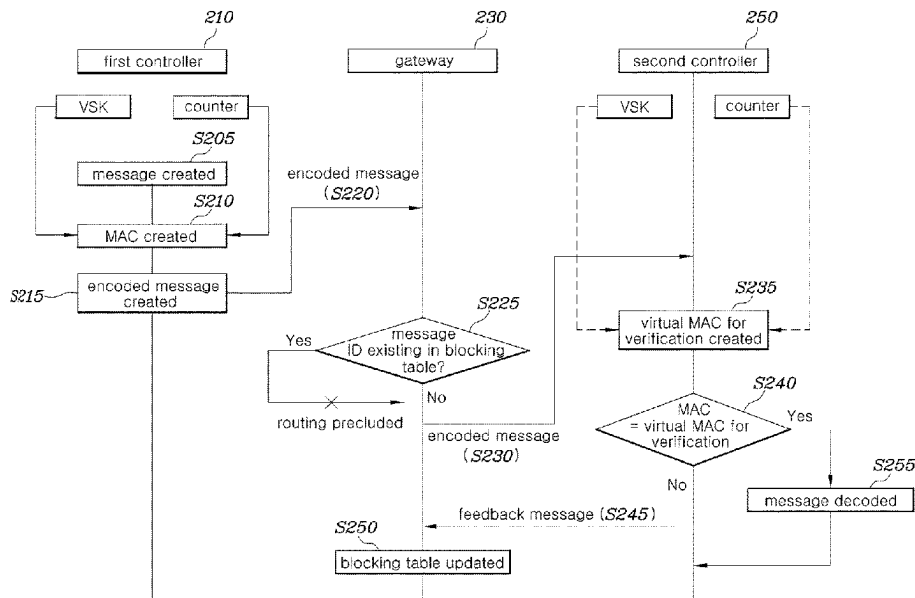 210
230
250
first controller
gateway
second controller
VSK
counter
VSK
counter
S205
message created
encoded message
(S220)
S210
MAC created
S215
encoded message
created
S225
S235
Yes
message
ID existing in blocking
table?
virtual MAC for
verification created
No
S240
routing precluded
encoded message
(S230)
MAC
= virtual MAC for
verification
Yes
No
S255
message decoded
feedback message (S245)
S250
blocking table updated